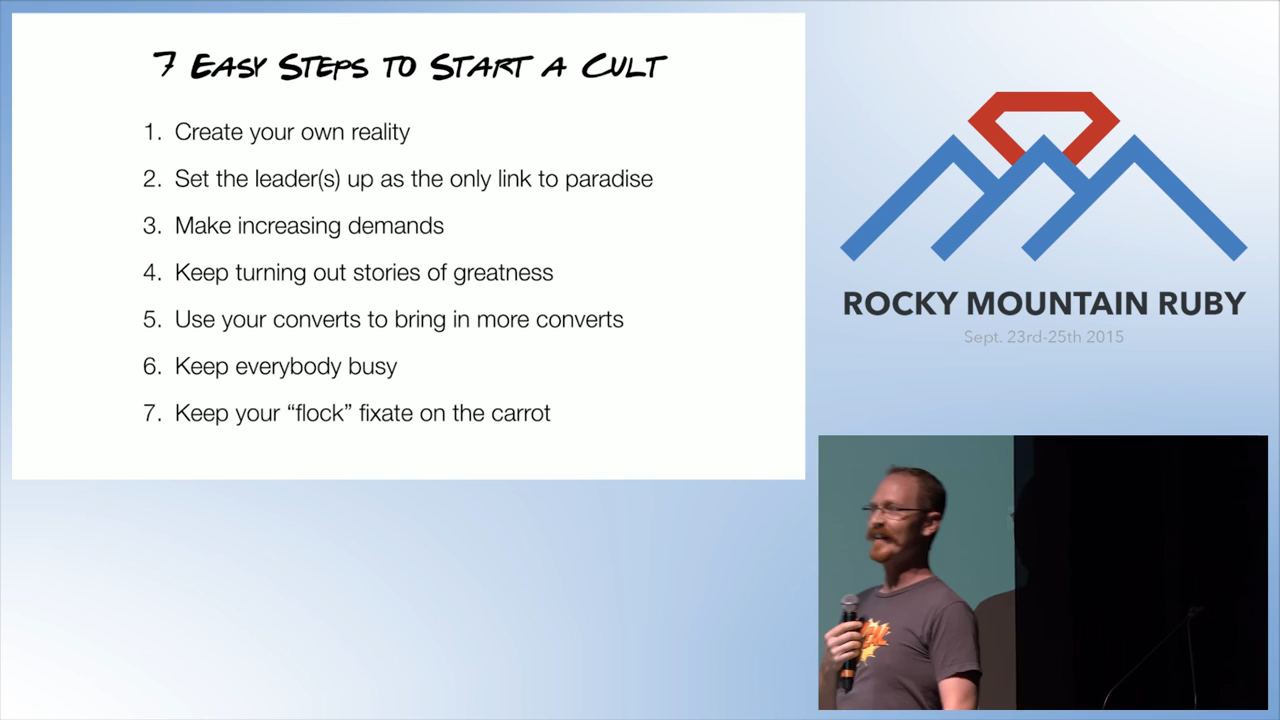 7 Easy Steps to Start a Cult
1. Create your own reality
2. Set the leader(s) up as the only link to paradise
3. Make increasing demands
4. Keep turning out stories of greatness
5. Use your converts to bring in more converts
6. Keep everybody busy
7. Keep your “flock” fixate on the carrot
ROCKY MOUNTAIN RUBY
Sept. 23rd-25th 2015